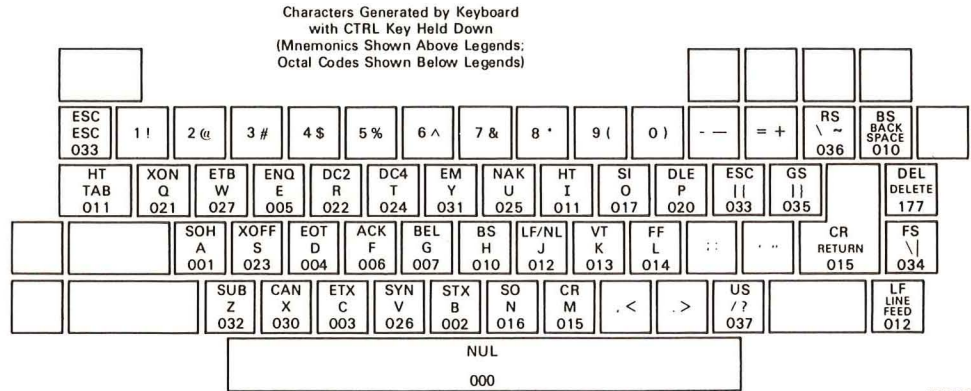 Characters Generated by Keyboard
with CTRL Key Held Down
(Mnemonics Shown Above Legends;
Octal Codes Shown Below Legends)
ESC RS BS
ESC 1 ! 2 @ 3 # 4 $ 5 % 6 ^ 7 & 8 * 9 ( 0 ) - — = + \ ~ BACK SPACE
033 036 010
HT XON ETB ENQ DC2 DC4 EM NAK HT SI DLE ESC GS DEL
TAB Q W E R T Y U I O P [ { ] } DELETE
011 021 027 005 022 024 031 025 011 017 020 033 035 177
SOH XOFF EOT ACK BEL BS LF/NL VT FF CR FS
A S D F G H J K L ; : ' " RETURN \ |
001 023 004 006 007 010 012 013 014 015 034
SUB CAN ETX SYN STX SO CR US LF
Z X C V B N M , < . > / ? LINE FEED
032 030 003 026 002 016 015 037 012
NUL
000